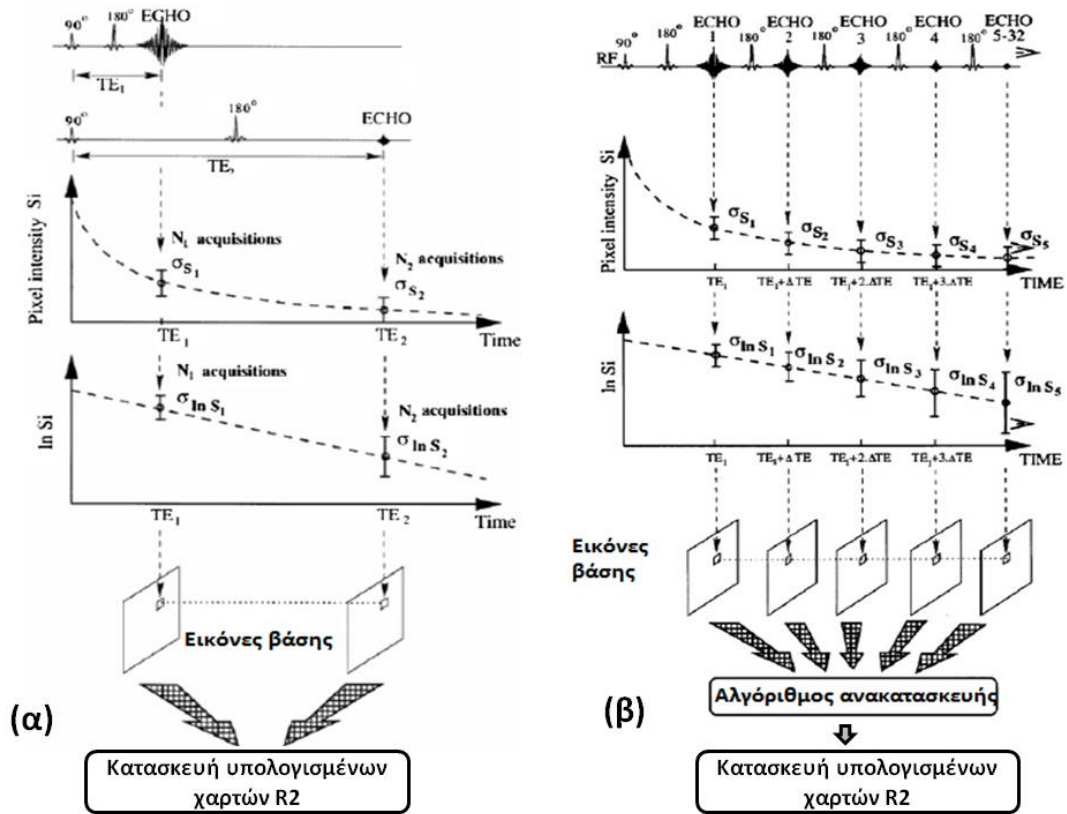 90° 180° ECHO
TE₁
90° 180° ECHO
TE₂
Pixel intensity Si
N₁ acquisitions
σS₁
N₂ acquisitions
σS₂
TE₁ TE₂ Time
ln Si
N₁ acquisitions
σln S₁
N₂ acquisitions
σln S₂
TE₁ TE₂ Time
Εικόνες βάσης
(α)
Κατασκευή υπολογισμένων
χαρτών R2
ECHO ECHO ECHO ECHO ECHO
1 2 3 4 5-32
RF 90° 180° 180° 180° 180° 180°
Pixel intensity Si
σS₁ σS₂ σS₃ σS₄ σS₅
TE₁ TE₁+ΔTE TE₁+2.ΔTE TE₁+3.ΔTE TIME
ln Si
σln S₁ σln S₂ σln S₃ σln S₄ σln S₅
TE₁ TE₁+ΔTE TE₁+2.ΔTE TE₁+3.ΔTE TIME
Εικόνες
βάσης
(β)
Αλγόριθμος ανακατασκευής
Κατασκευή υπολογισμένων
χαρτών R2